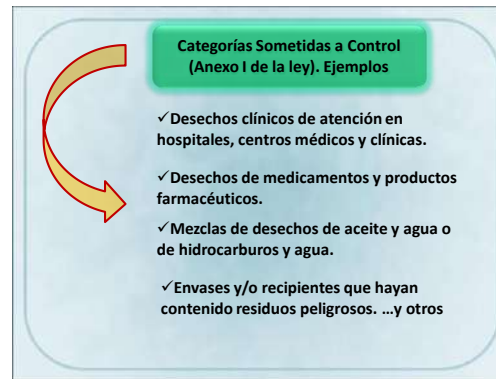 Categorías Sometidas a Control
(Anexo I de la ley). Ejemplos
✓Desechos clínicos de atención en
hospitales, centros médicos y clínicas.
✓Desechos de medicamentos y productos
farmacéuticos.
✓Mezclas de desechos de aceite y agua o
de hidrocarburos y agua.
✓Envases y/o recipientes que hayan
contenido residuos peligrosos. …y otros